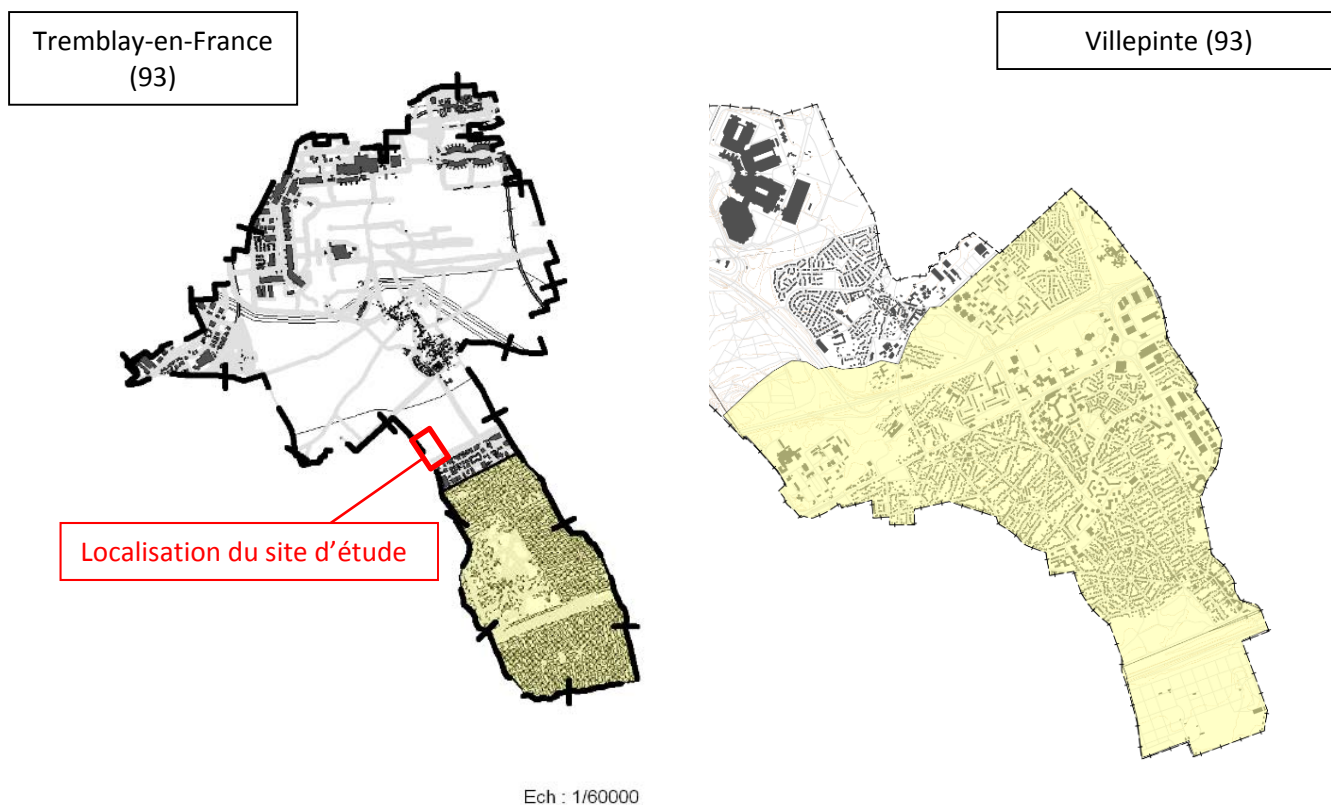 Tremblay-en-France
(93)
Villepinte (93)
Localisation du site d’étude
Ech : 1/60000